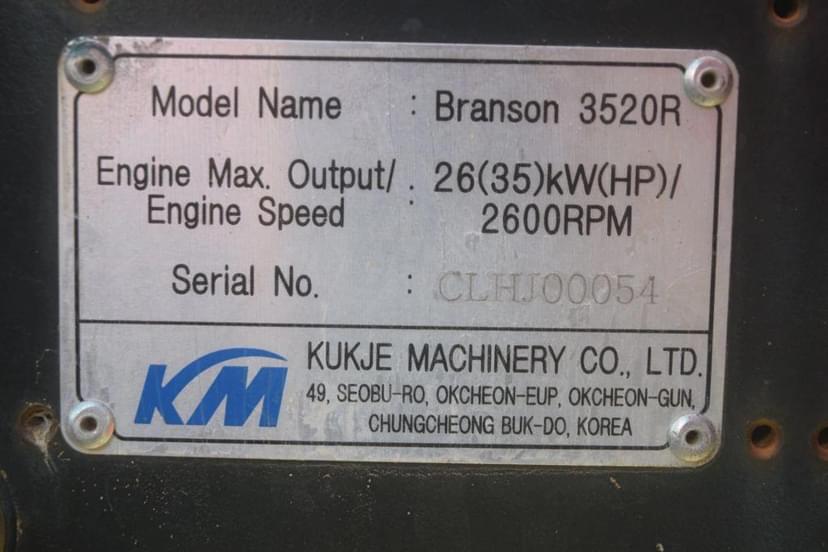 Model Name : Branson 3520R
Engine Max. Output/ : 26(35)kW(HP)/
Engine Speed 2600RPM
Serial No. : CLHJ00054
KM KUKJE MACHINERY CO., LTD.
49, SEOBU-RO, OKCHEON-EUP, OKCHEON-GUN,
CHUNGCHEONG BUK-DO, KOREA